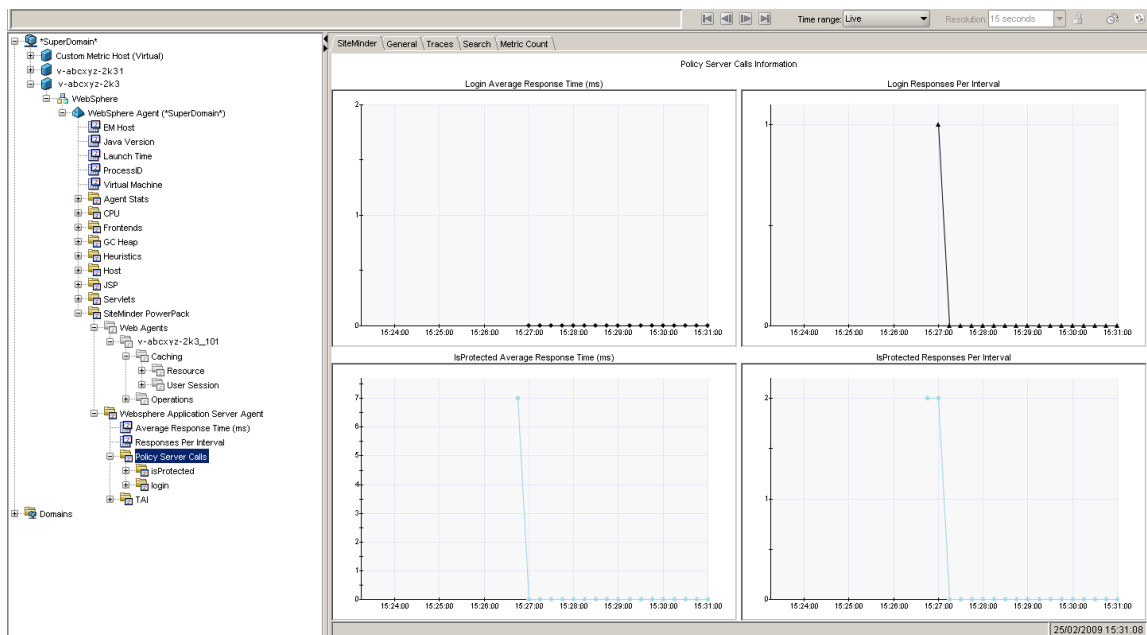 Time range: Live Resolution: 15 seconds
*SuperDomain*
Custom Metric Host (Virtual)
v-abcxyz-2k31
v-abcxyz-2k3
WebSphere
WebSphere Agent (*SuperDomain*)
EM Host
Java Version
Launch Time
ProcessID
Virtual Machine
Agent Stats
CPU
Frontends
GC Heap
Heuristics
Host
JSP
Servlets
SiteMinder PowerPack
Web Agents
v-abcxyz-2k3_101
Caching
Resource
User Session
Operations
Websphere Application Server Agent
Average Response Time (ms)
Responses Per Interval
Policy Server Calls
isProtected
login
TAI
Domains
SiteMinder General Traces Search Metric Count
Policy Server Calls Information
Login Average Response Time (ms)
2
1
0
15:24:00 15:25:00 15:26:00 15:27:00 15:28:00 15:29:00 15:30:00 15:31:00
Login Responses Per Interval
1
0
15:24:00 15:25:00 15:26:00 15:27:00 15:28:00 15:29:00 15:30:00 15:31:00
IsProtected Average Response Time (ms)
7
6
5
4
3
2
1
0
15:24:00 15:25:00 15:26:00 15:27:00 15:28:00 15:29:00 15:30:00 15:31:00
IsProtected Responses Per Interval
2
1
0
15:24:00 15:25:00 15:26:00 15:27:00 15:28:00 15:29:00 15:30:00 15:31:00
25/02/2009 15:31:08